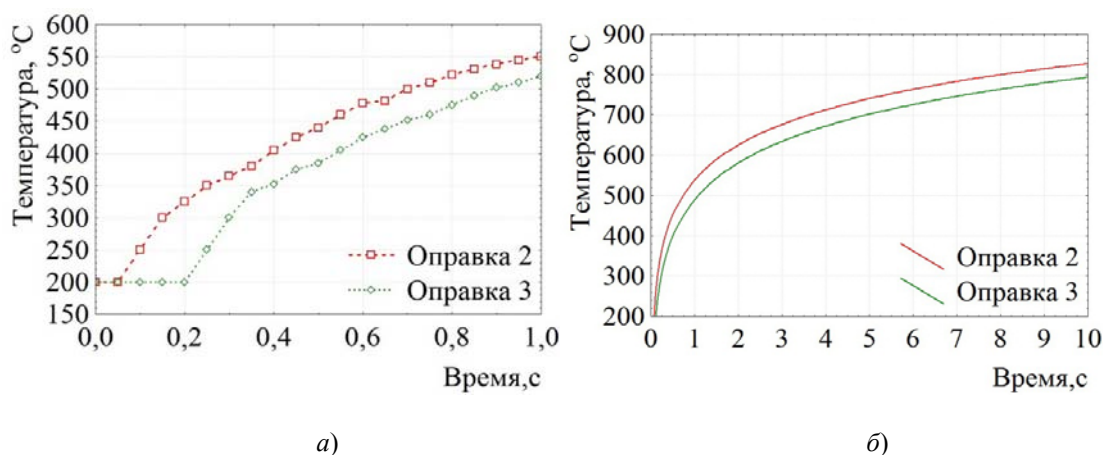 600
550
500
450
400
350
300
250
200
150
Температура, °C
0,0 0,2 0,4 0,6 0,8 1,0
Время,с
Оправка 2
Оправка 3
а)
900
800
700
600
500
400
300
200
Температура, °C
0 1 2 3 4 5 6 7 8 9 10
Время,с
Оправка 2
Оправка 3
б)